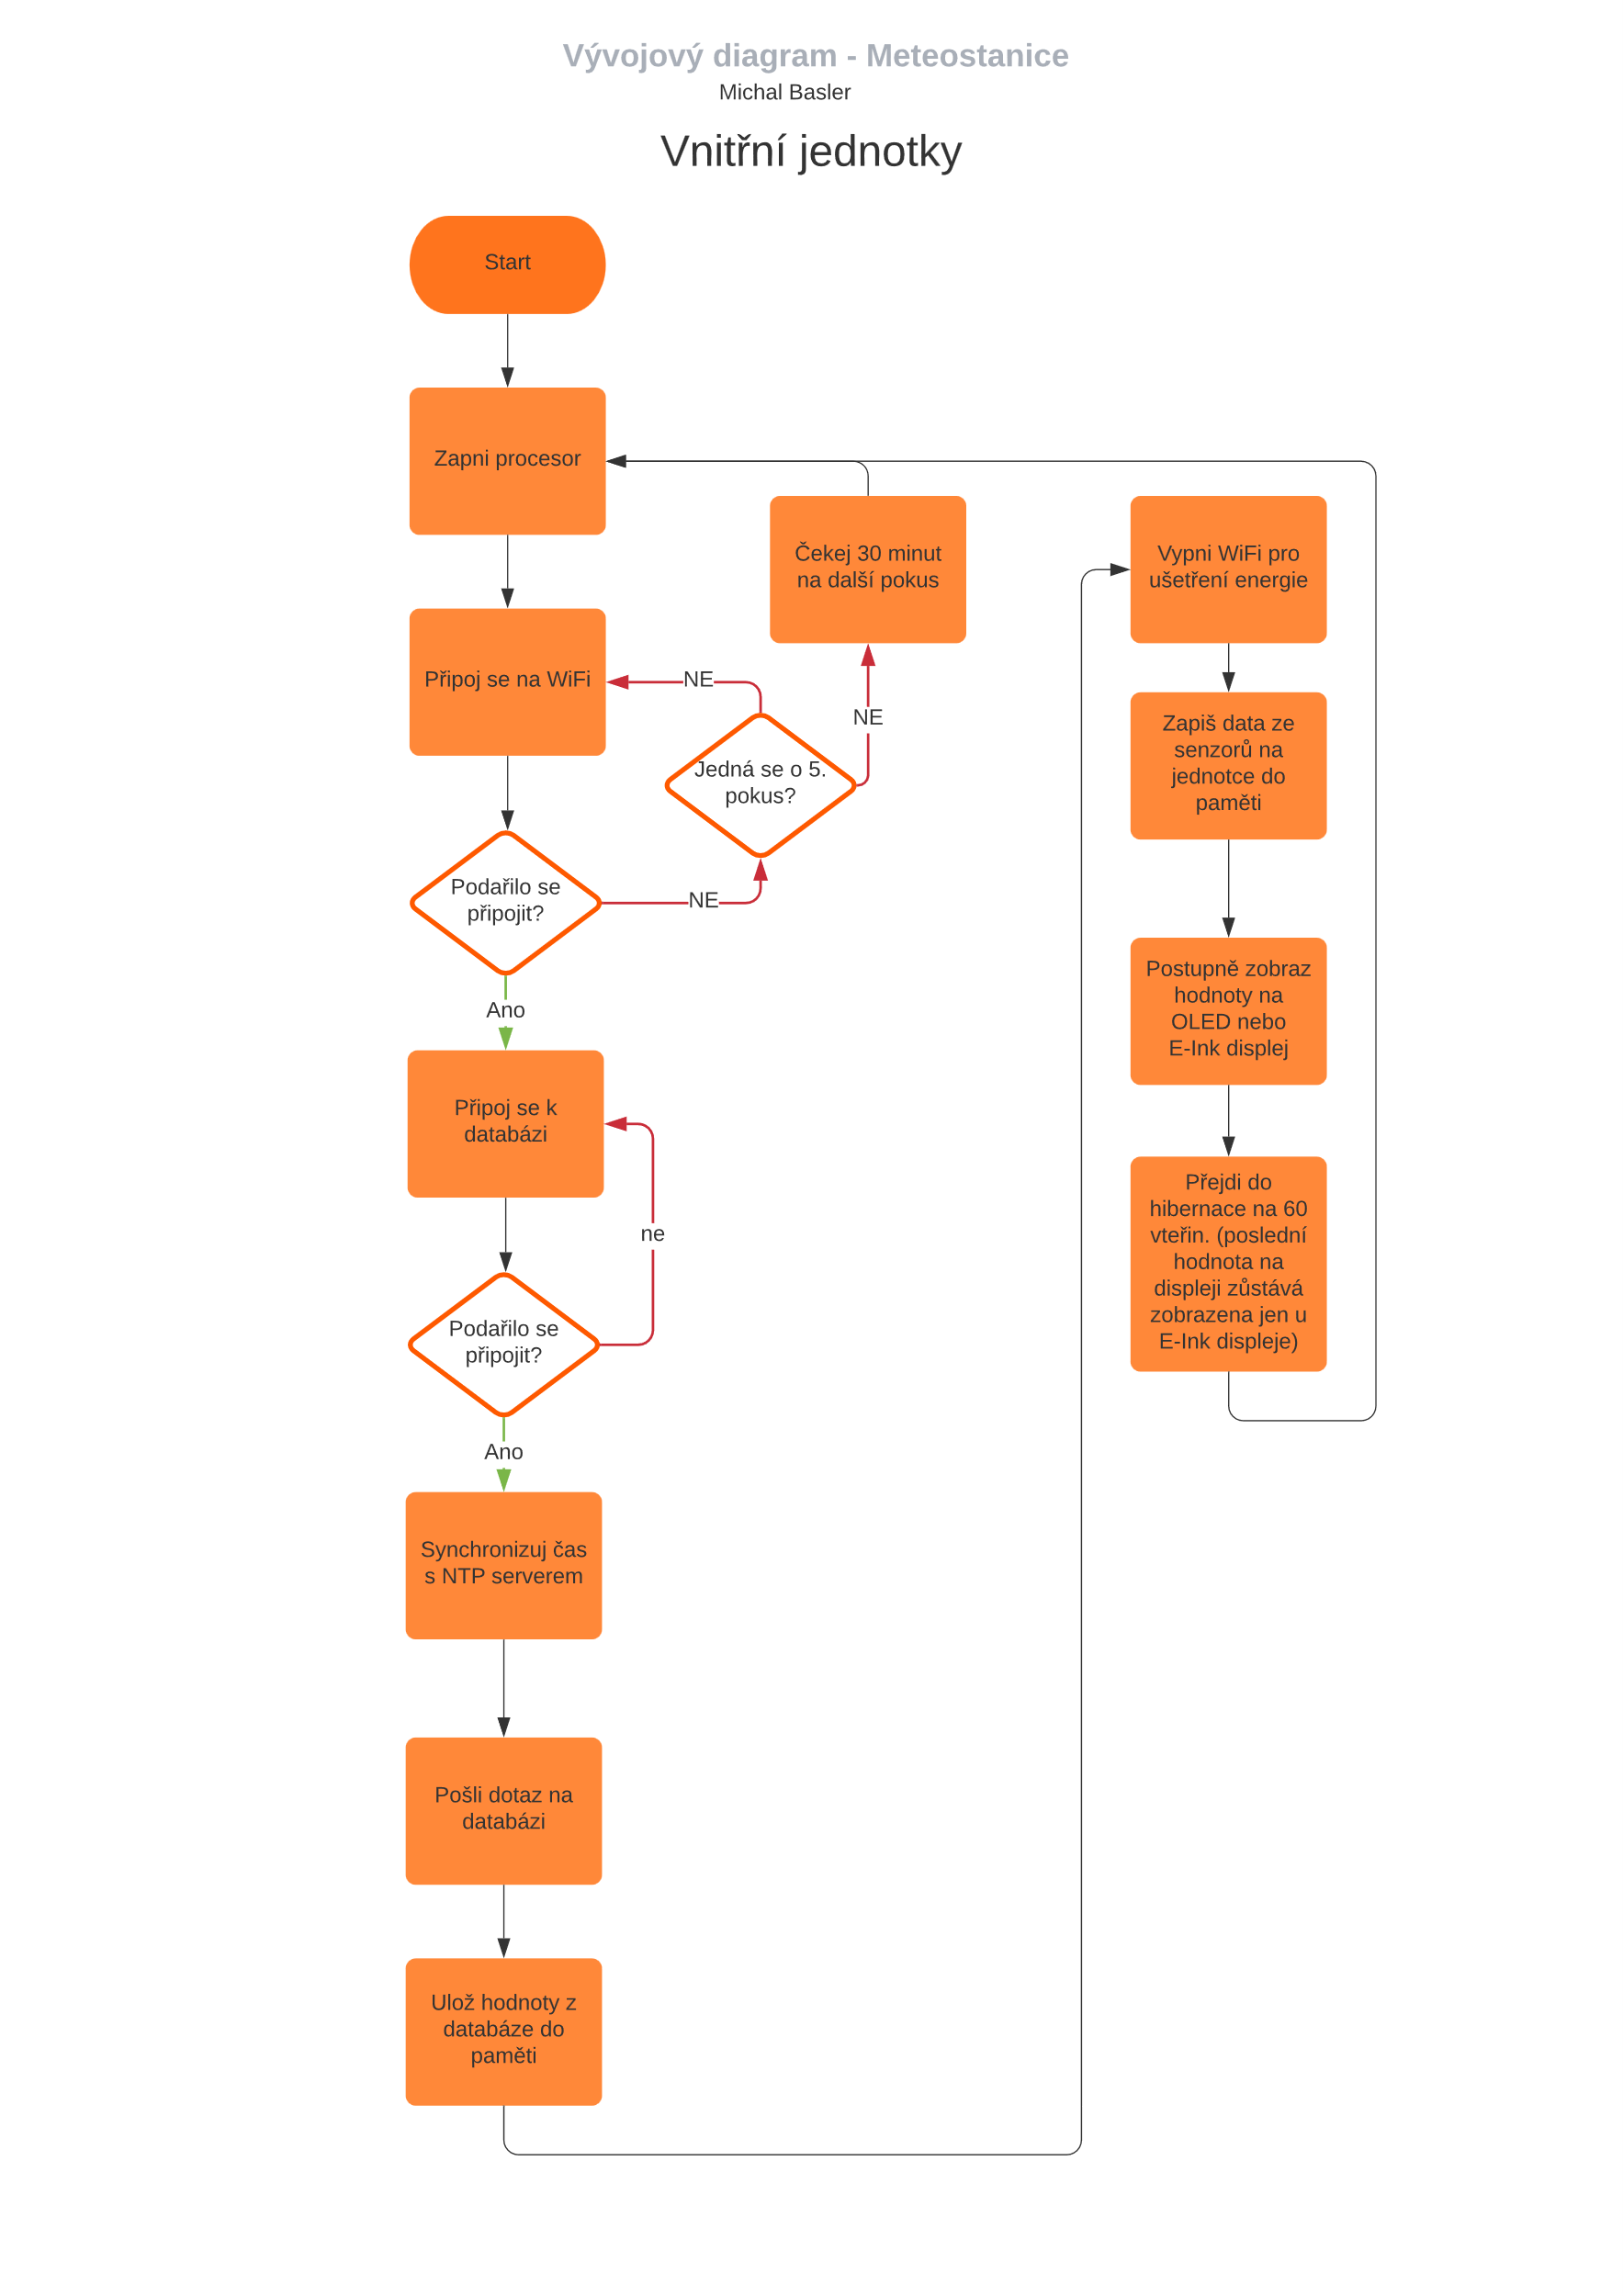 Vývojový diagram - Meteostanice
Michal Basler
Vnitřní jednotky
Start
Zapni procesor
Připoj se na WiFi
Podařilo se
připojit?
NE
Jedná se o 5.
pokus?
NE
NE
Čekej 30 minut
na další pokus
Ano
Připoj se k
databázi
Podařilo se
připojit?
ne
Ano
Synchronizuj čas
s NTP serverem
Pošli dotaz na
databázi
Ulož hodnoty z
databáze do
paměti
Vypni WiFi pro
ušetření energie
Zapiš data ze
senzorů na
jednotce do
paměti
Postupně zobraz
hodnoty na
OLED nebo
E-Ink displej
Přejdi do
hibernace na 60
vteřin. (poslední
hodnota na
displeji zůstává
zobrazena jen u
E-Ink displeje)